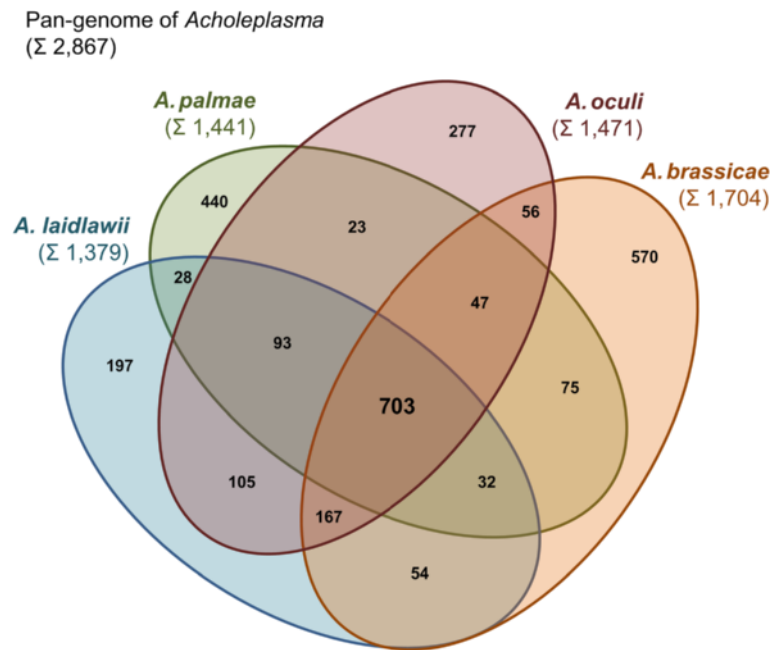 Pan-genome of Acholeplasma
(Σ 2,867)
A. palmae
(Σ 1,441)
A. oculi
(Σ 1,471)
A. brassicae
(Σ 1,704)
A. laidlawii
(Σ 1,379)
277
440
23
56
570
28
47
93
197
75
703
105
32
167
54